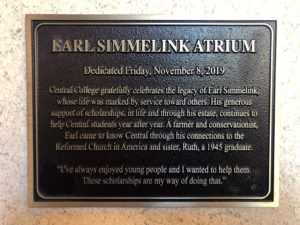 EARL SIMMELINK ATRIUM
Dedicated Friday, November 8, 2019
Central College gratefully celebrates the legacy of Earl Simmelink,
whose life was marked by service toward others. His generous
support of scholarships, in life and through his estate, continues to
help Central students year after year. A farmer and conservationist,
Earl came to know Central through his connections to the
Reformed Church in America and sister, Ruth, a 1945 graduate.
"I've always enjoyed young people and I wanted to help them.
These scholarships are my way of doing that."